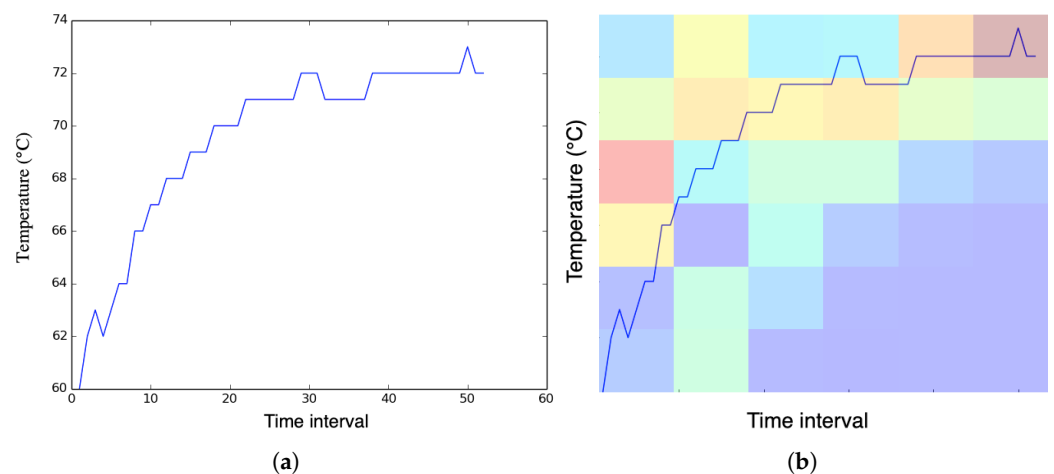 74
72
70
68
66
64
62
60
Temperature (°C)
0 10 20 30 40 50 60
Time interval
(a)
Temperature (°C)
Time interval
(b)